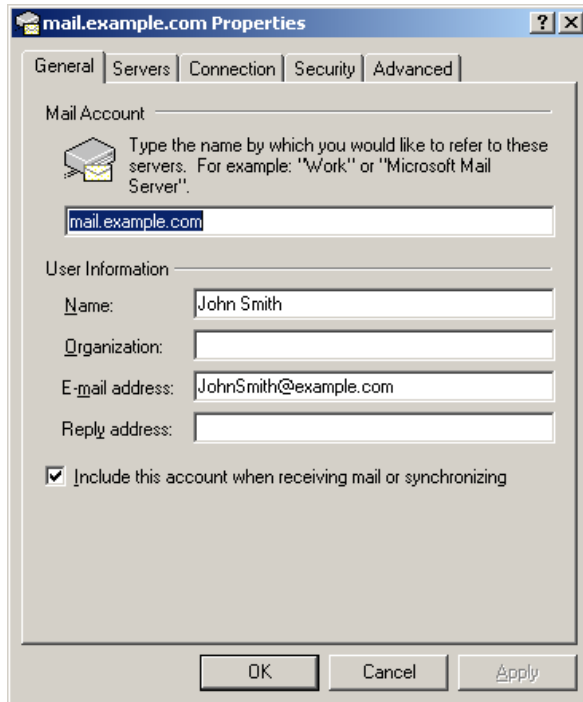 mail.example.com Properties
General Servers Connection Security Advanced
Mail Account
Type the name by which you would like to refer to these
servers. For example: "Work" or "Microsoft Mail
Server".
mail.example.com
User Information
Name: John Smith
Organization:
E-mail address: JohnSmith@example.com
Reply address:
Include this account when receiving mail or synchronizing
OK Cancel Apply